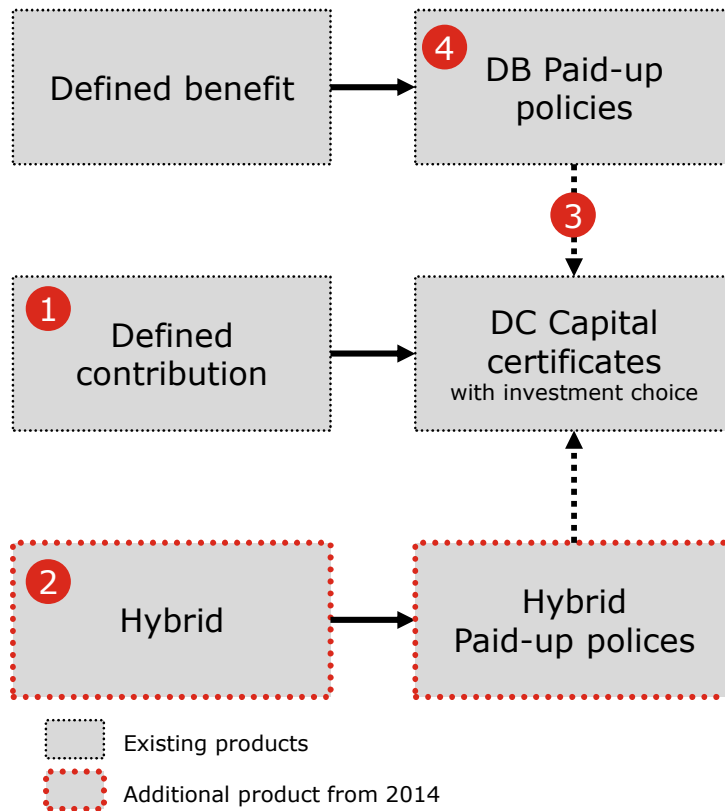 Defined benefit
4
DB Paid-up
policies
3
1
Defined
contribution
DC Capital
certificates
with investment choice
2
Hybrid
Hybrid
Paid-up polices
Existing products
Additional product from 2014